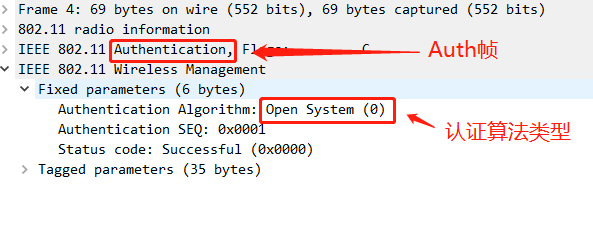 Frame 4: 69 bytes on wire (552 bits), 69 bytes captured (552 bits)
802.11 radio information
IEEE 802.11 Authentication, C
Auth帧
IEEE 802.11 Wireless Management
Fixed parameters (6 bytes)
Authentication Algorithm: Open System (0)
Authentication SEQ: 0x0001
认证算法类型
Status code: Successful (0x0000)
Tagged parameters (35 bytes)